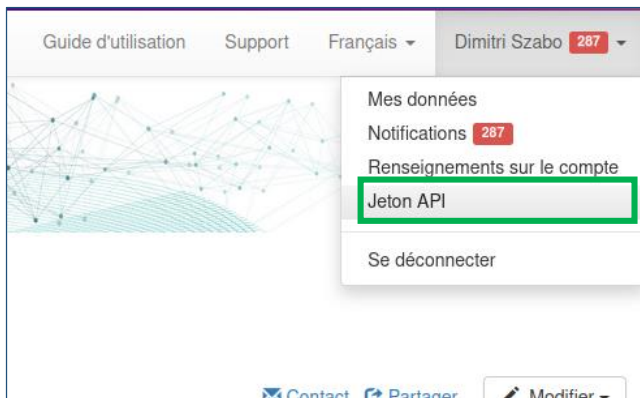 Guide d'utilisation Support Français Dimitri Szabo 287
Mes données
Notifications 287
Renseignements sur le compte
Jeton API
Se déconnecter
Contact Partager Modifier